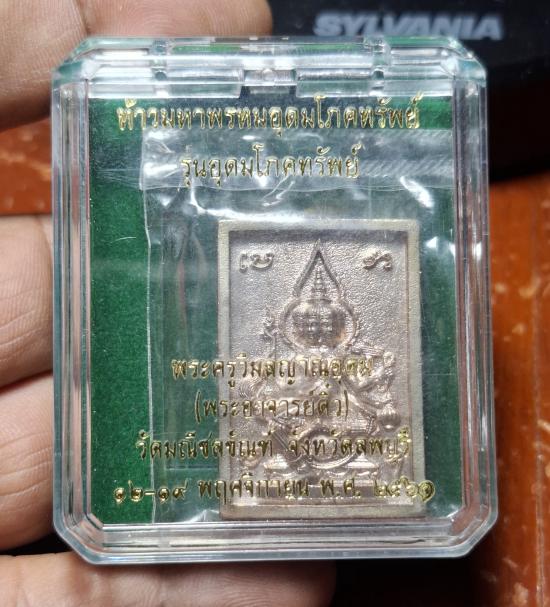 SYLVANIA
ท้าวมหาพรหมอุดมโภคทรัพย์
รุ่นอุดมโภคทรัพย์
พระครูวิมลญาณอุดม
(พระอาจารย์ติ๋ว)
วัดมณีชลขัณฑ์ จังหวัดลพบุรี
๑๒-๑๙ พฤศจิกายน พ.ศ. ๒๕๖๑